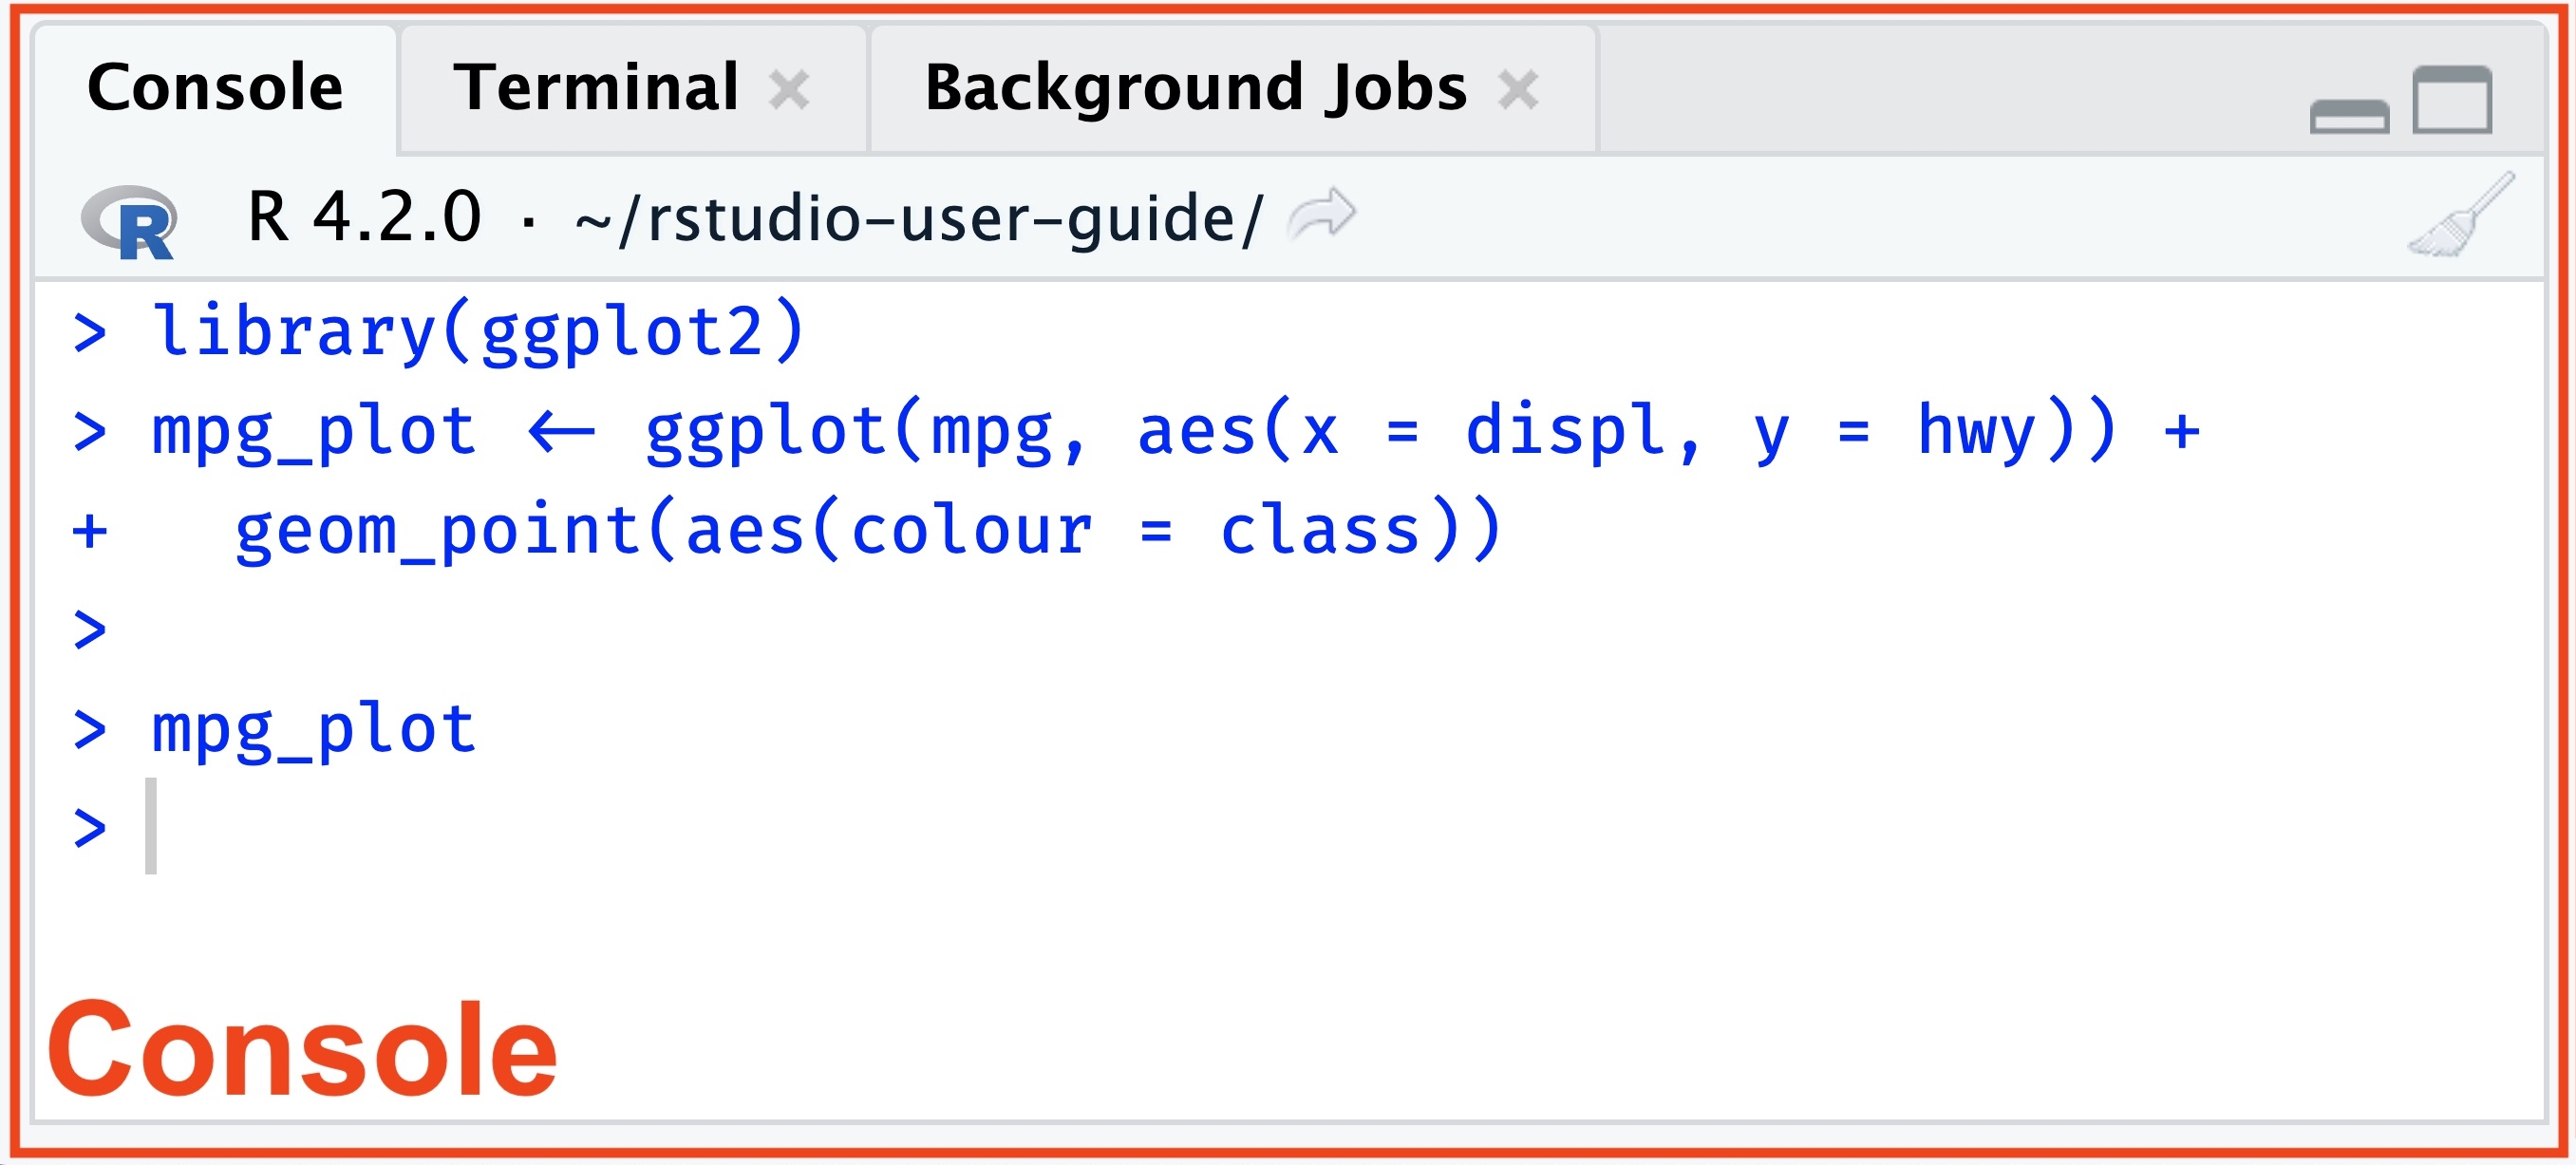 Console Terminal Background Jobs
R R 4.2.0 · ~/rstudio-user-guide/
> library(ggplot2)
> mpg_plot <- ggplot(mpg, aes(x = displ, y = hwy)) +
+   geom_point(aes(colour = class))
>
> mpg_plot
>
Console